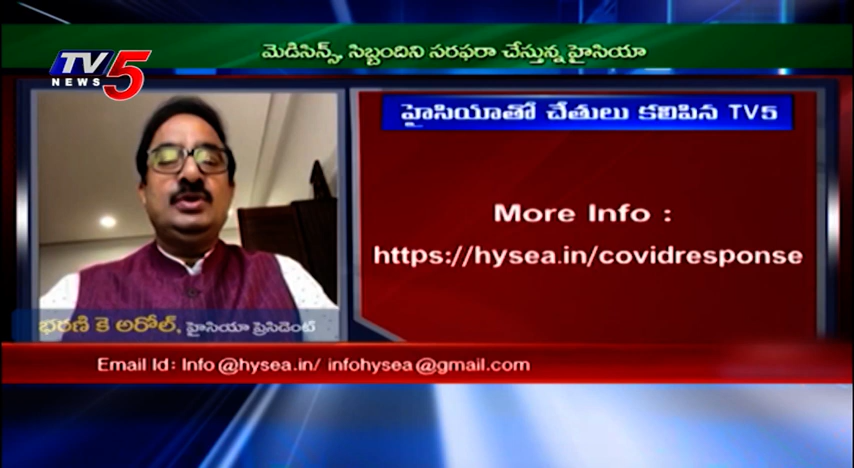 మెడిసిన్స్, సిబ్బందిని సరఫరా చేస్తున్న హైసియా
TV5
NEWS
హైసియాతో చేతులు కలిపిన TV5
More Info :
https://hysea.in/covidresponse
భరణి కె అరోల్, హైసియా ప్రెసిడెంట్
Email Id: Info@hysea.in/ infohysea@gmail.com